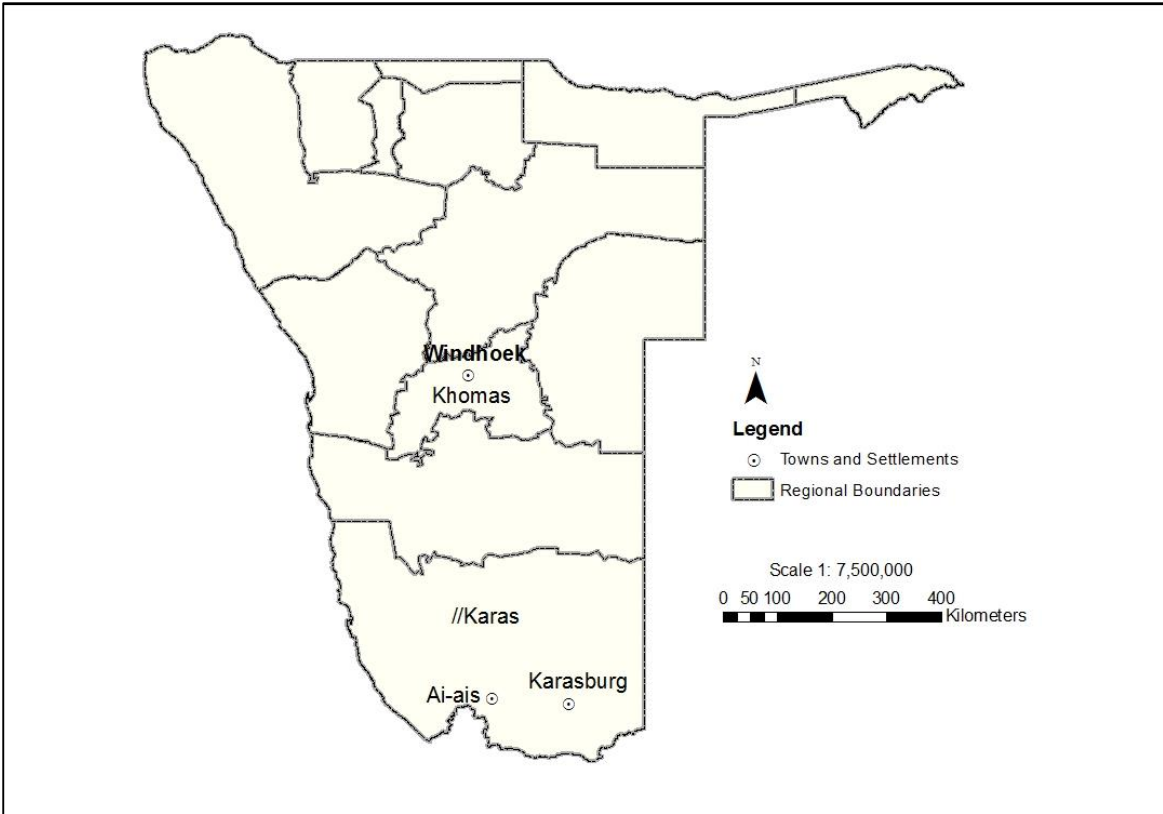 Windhoek
Khomas
N
Legend
Towns and Settlements
Regional Boundaries
Scale 1: 7,500,000
0 50 100 200 300 400
Kilometers
//Karas
Karasburg
Ai-ais